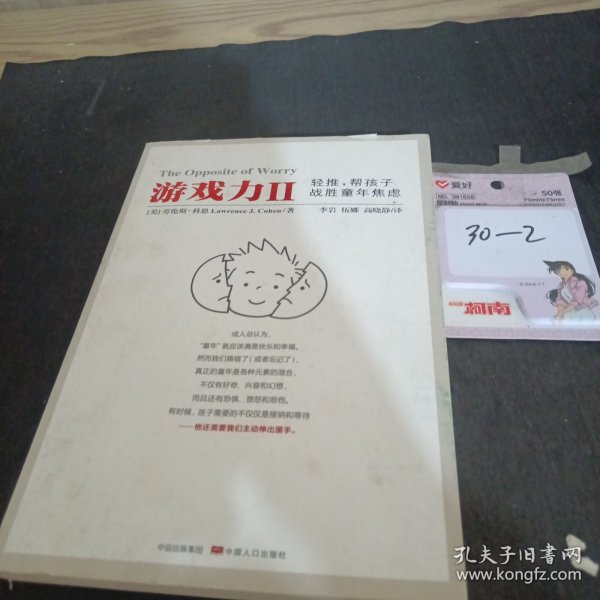 The Opposite of Worry
游戏力II
轻推，帮孩子
战胜童年焦虑
[美] 劳伦斯·科恩 Lawrence J. Cohen/著
李岩 伍娜 高晓静/译
成人总认为，
“童年”就应该满是快乐和幸福。
然而我们搞错了（或者忘记了），
真正的童年是各种元素的混合，
不仅有好奇、兴奋和幻想，
而且还有恐惧、愤怒和悲伤。
有时候，孩子需要的不仅仅是接纳和等待
——他还需要我们主动伸出援手。
中信出版集团
中国人口出版社
爱好
50张
75mmx75mm
30—2
柯南
孔夫子旧书网
www.kongfz.com